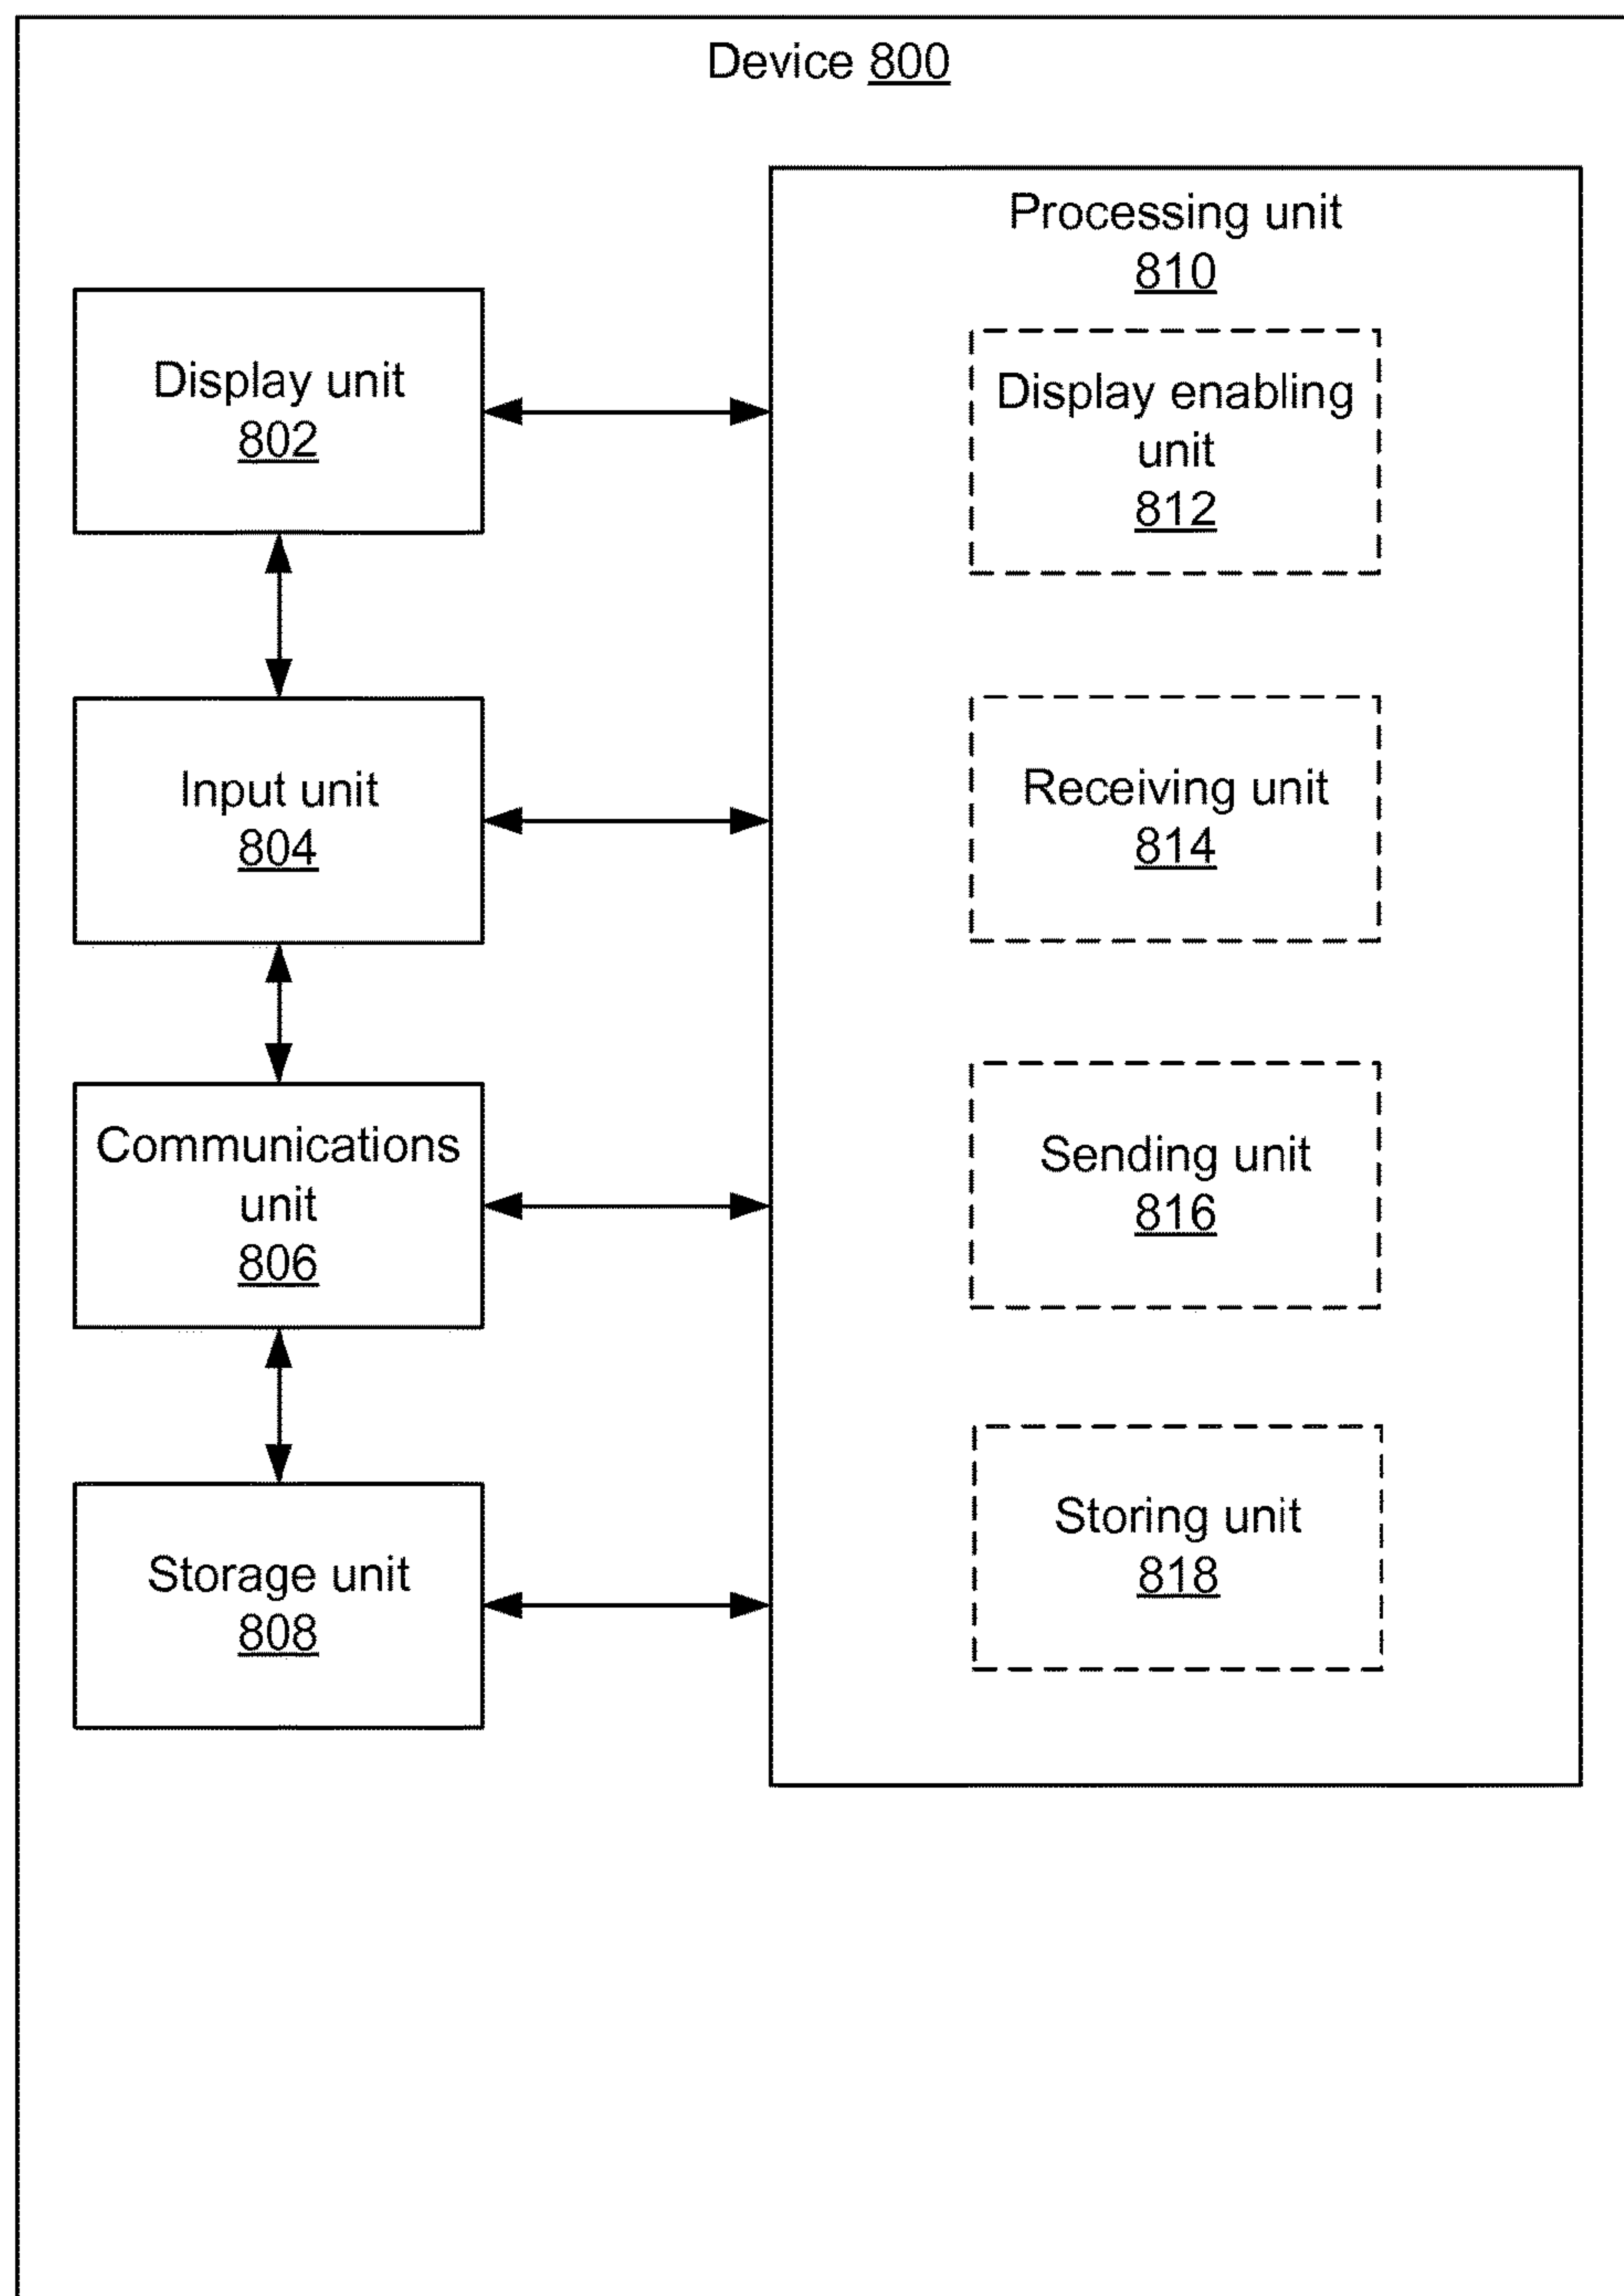 Device 800
Processing unit
810
Display unit
802
Display enabling
unit
812
Input unit
804
Receiving unit
814
Communications
unit
806
Sending unit
816
Storage unit
808
Storing unit
818